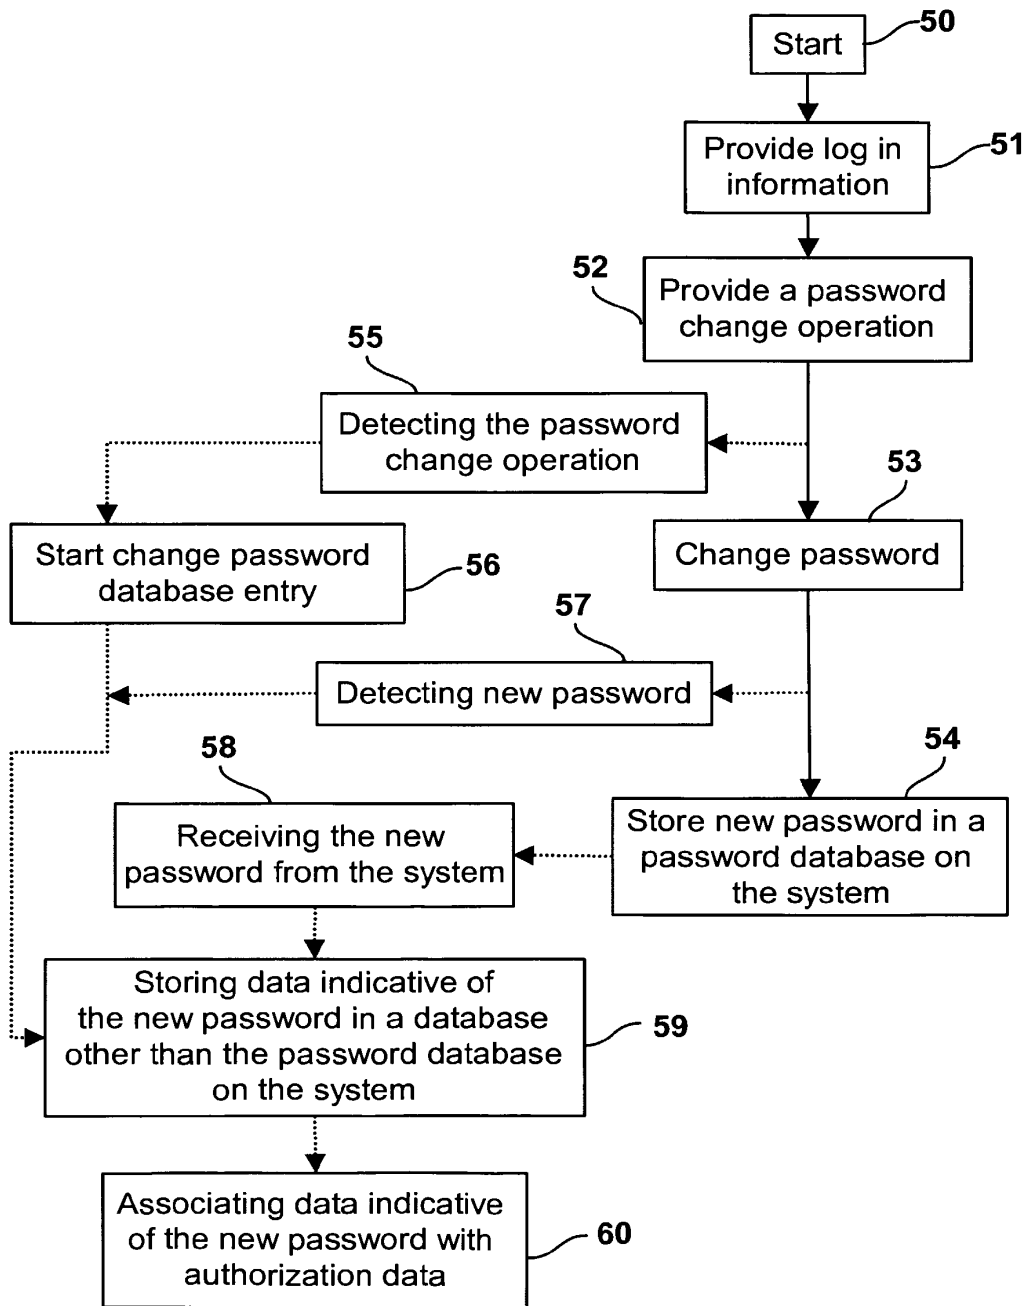 Start
50
Provide log in
information
51
52
Provide a password
change operation
55
Detecting the password
change operation
53
Change password
Start change password
database entry
56
57
Detecting new password
58
Receiving the new
password from the system
54
Store new password in a
password database on
the system
Storing data indicative of
the new password in a database
other than the password database
on the system
59
Associating data indicative
of the new password with
authorization data
60